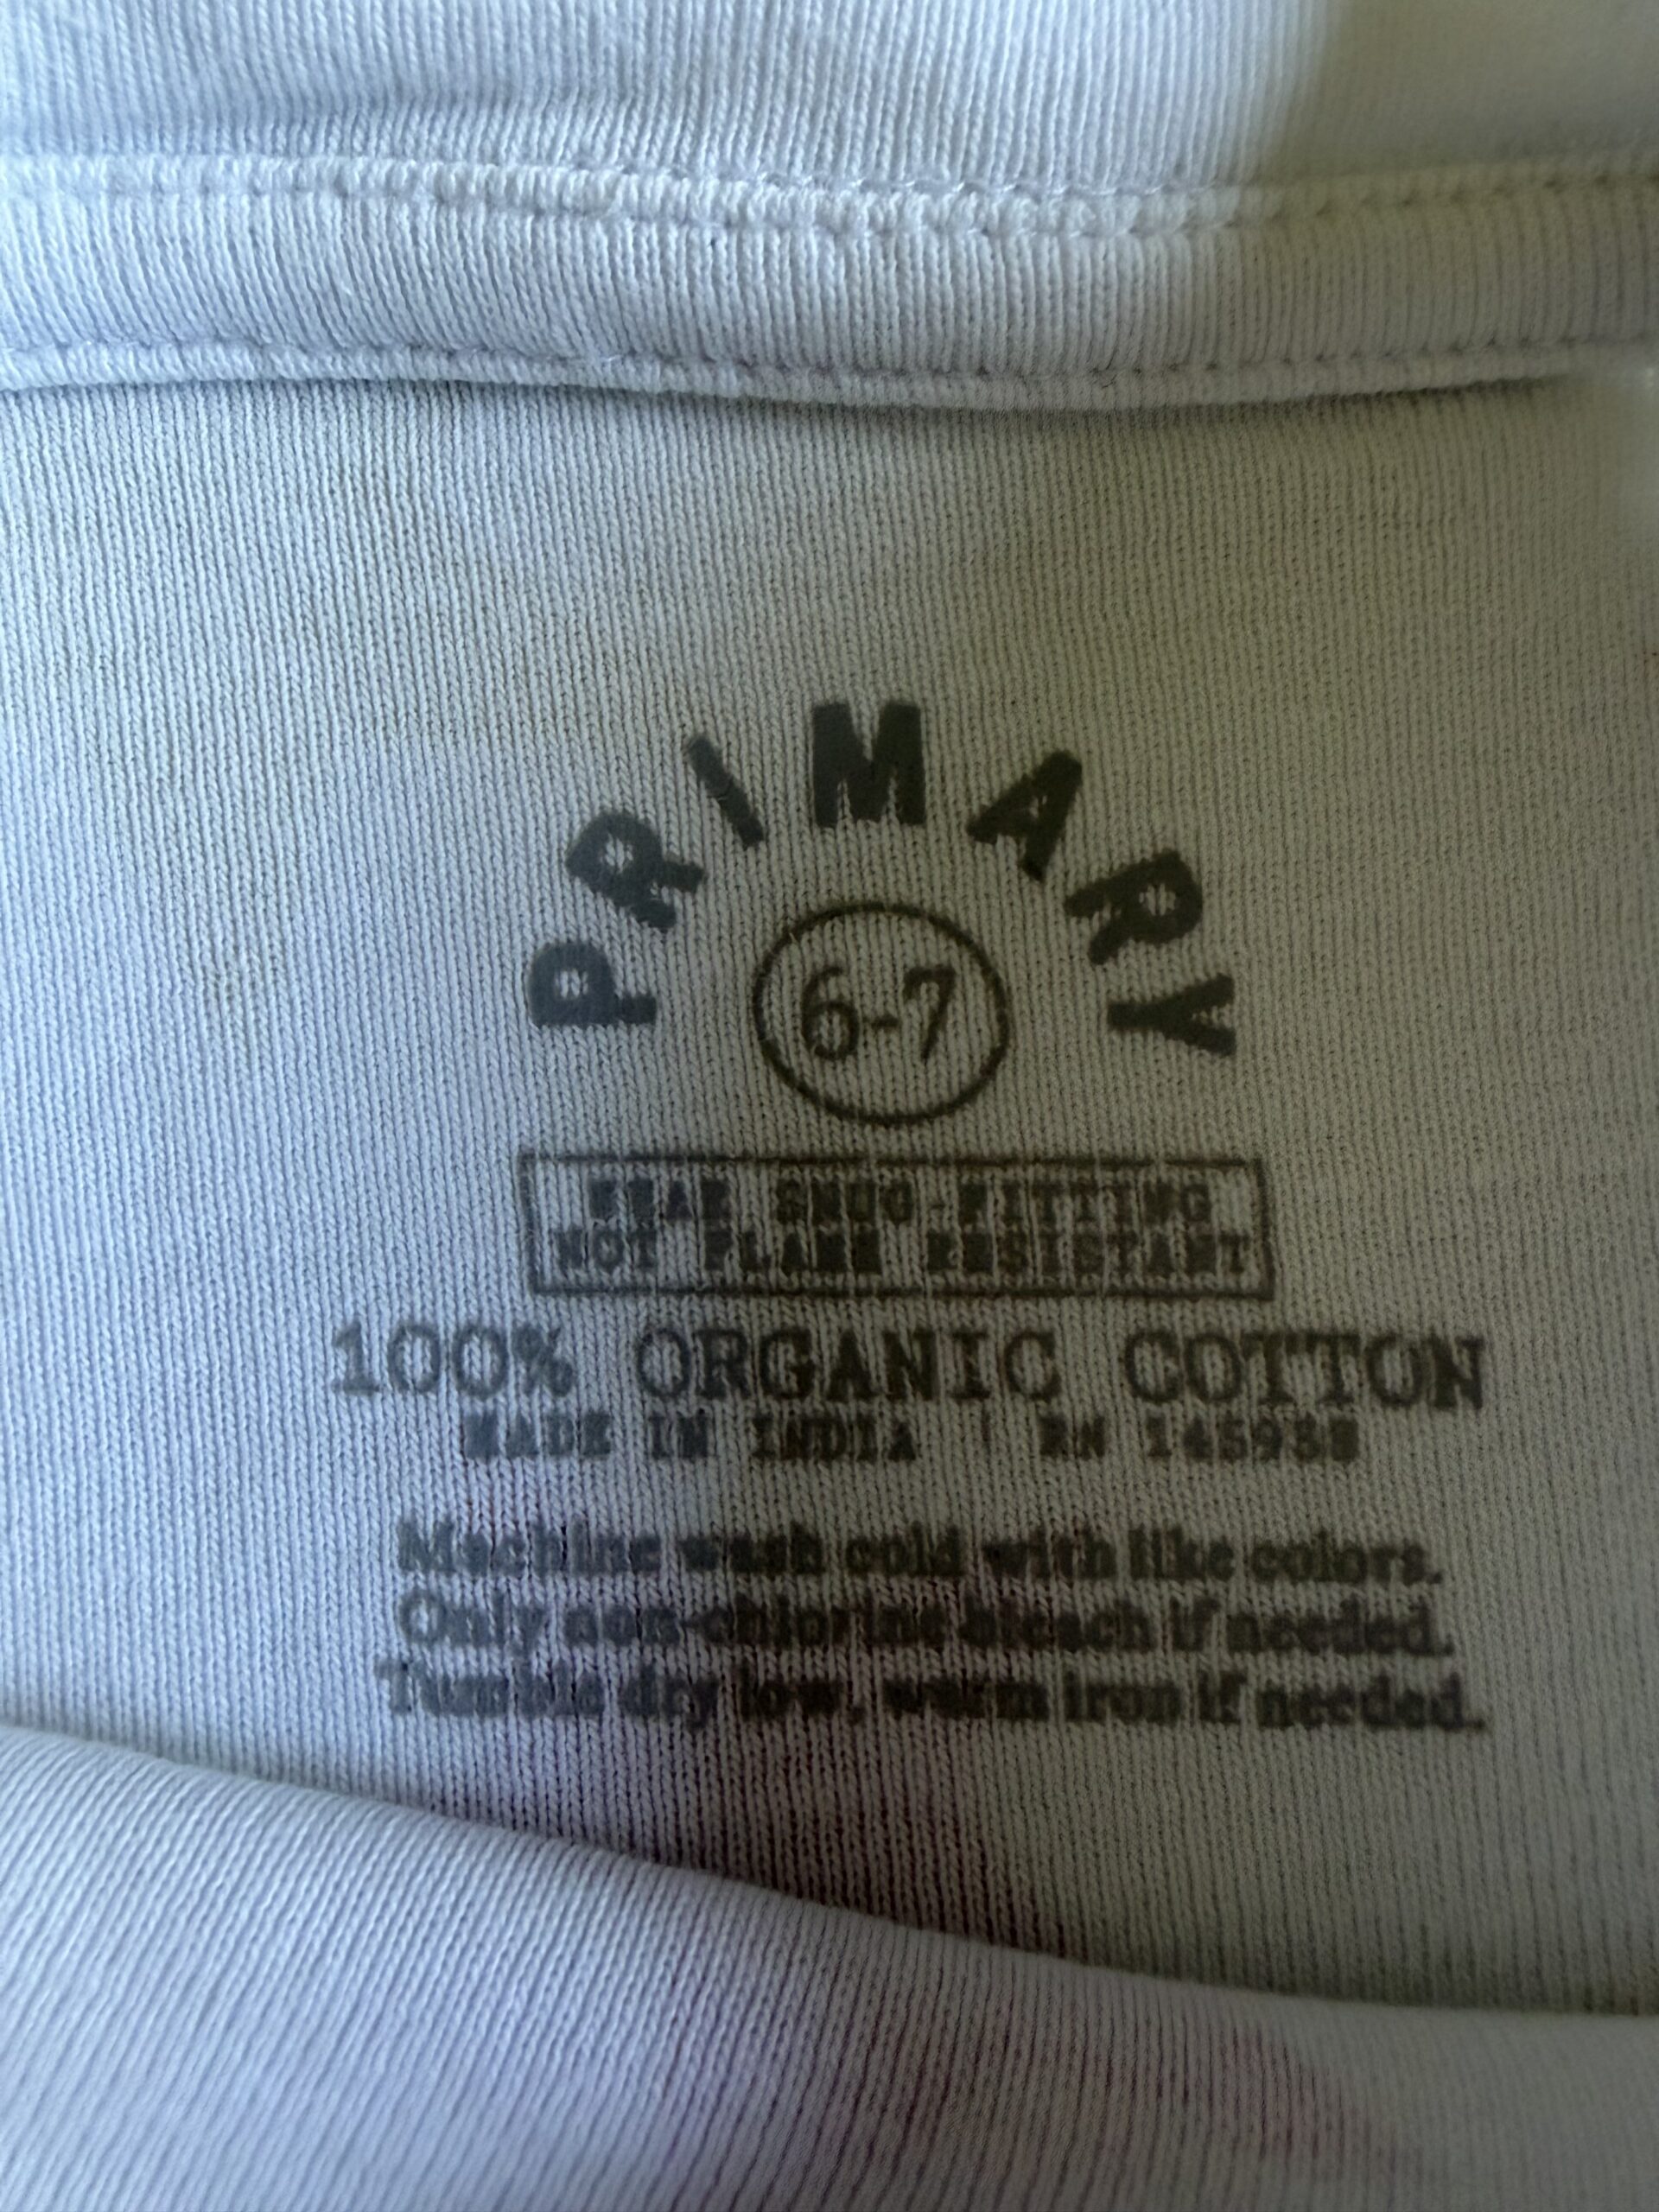 PRIMARY
6-7
WEAR SNUG-FITTING
NOT FLAME RESISTANT
100% ORGANIC COTTON
MADE IN INDIA | RN
Machine wash cold with like colors.
Only non-chlorine bleach if needed.
Tumble dry low, warm iron if needed.